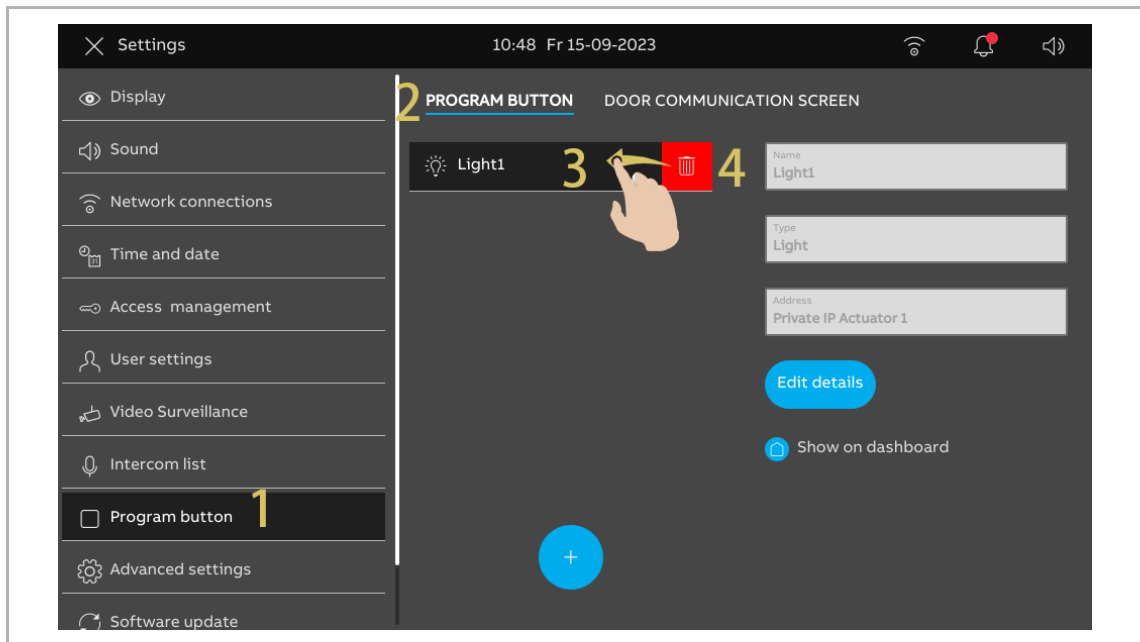 Settings
10:48 Fr 15-09-2023
Display
Sound
Network connections
Time and date
Access management
User settings
Video Surveillance
Intercom list
Program button
1
Advanced settings
Software update
2
PROGRAM BUTTON
DOOR COMMUNICATION SCREEN
Light1
3
4
Name
Light1
Type
Light
Address
Private IP Actuator 1
Edit details
Show on dashboard
+